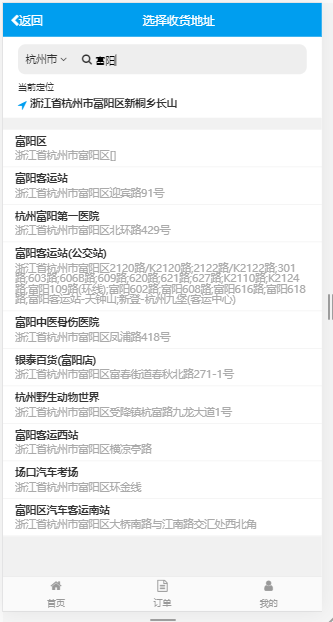 返回
选择收货地址
杭州市
富阳
当前定位
浙江省杭州市富阳区新桐乡长山
富阳区
浙江省杭州市富阳区[]
富阳客运站
浙江省杭州市富阳区迎宾路91号
杭州富阳第一医院
浙江省杭州市富阳区北环路429号
富阳客运站(公交站)
浙江省杭州市富阳区2120路/K2120路;2122路/K2122路;301
路;603路;606B路;609路;620路;621路;627路;K2110路;K2124
路;富阳109路(环线);富阳602路;富阳608路;富阳616路;富阳618
路;富阳客运站-天钟山;新登-杭州九堡(客运中心)
富阳中医骨伤医院
浙江省杭州市富阳区凤浦路418号
银泰百货(富阳店)
浙江省杭州市富阳区富春街道春秋北路271-1号
杭州野生动物世界
浙江省杭州市富阳区受降镇杭富路九龙大道1号
富阳客运西站
浙江省杭州市富阳区横凉亭路
场口汽车考场
浙江省杭州市富阳区环金线
富阳区汽车客运南站
浙江省杭州市富阳区大桥南路与江南路交汇处西北角
首页
订单
我的